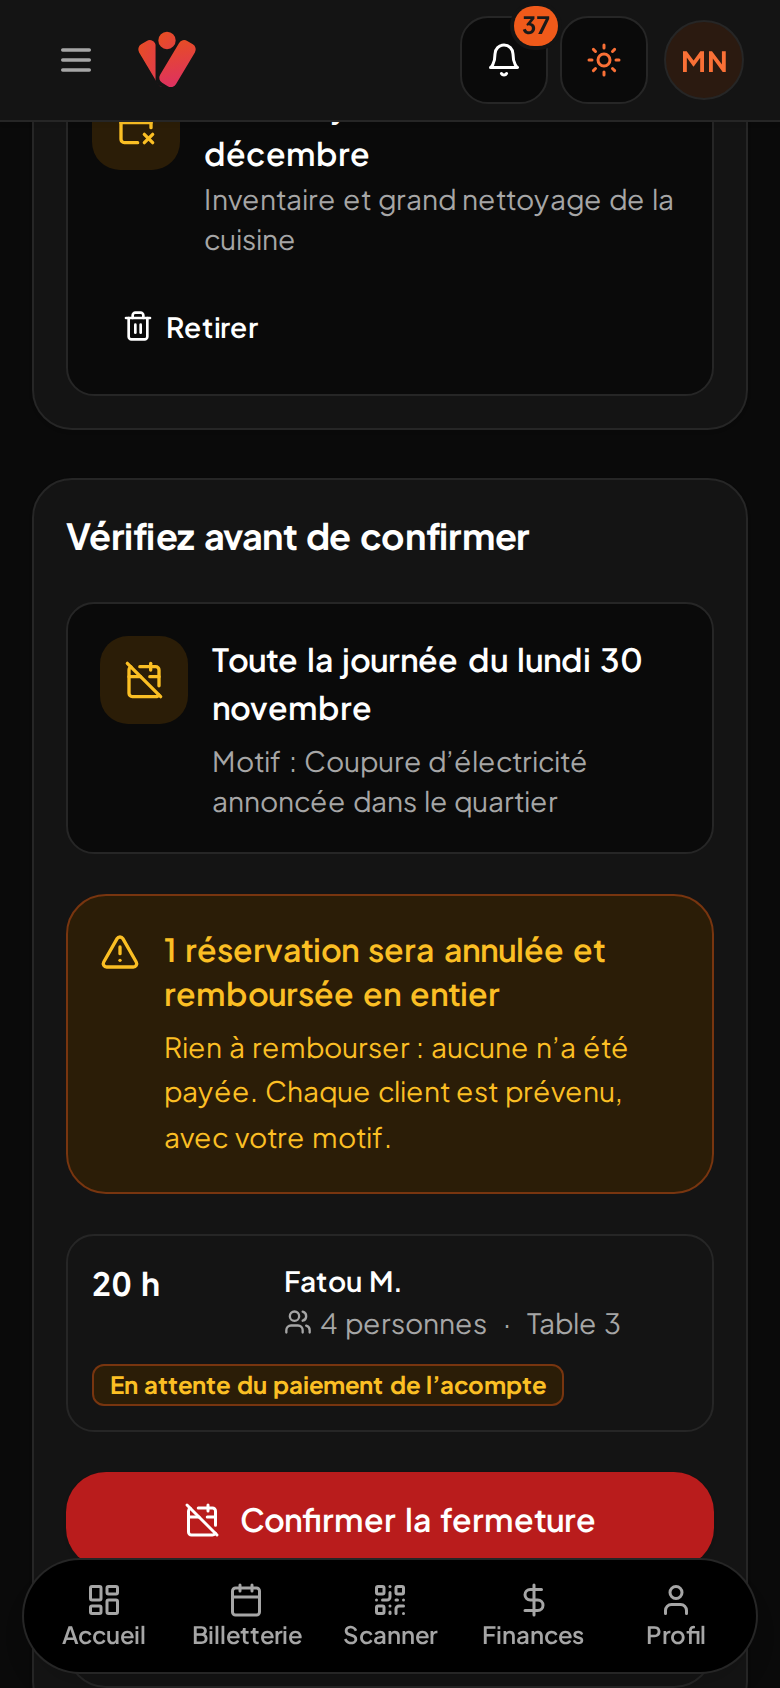 37
MN
décembre
Inventaire et grand nettoyage de la
cuisine
Retirer
Vérifiez avant de confirmer
Toute la journée du lundi 30
novembre
Motif : Coupure d’électricité
annoncée dans le quartier
1 réservation sera annulée et
remboursée en entier
Rien à rembourser : aucune n’a été
payée. Chaque client est prévenu,
avec votre motif.
20 h
Fatou M.
4 personnes · Table 3
En attente du paiement de l’acompte
Confirmer la fermeture
Accueil
Billetterie
Scanner
Finances
Profil